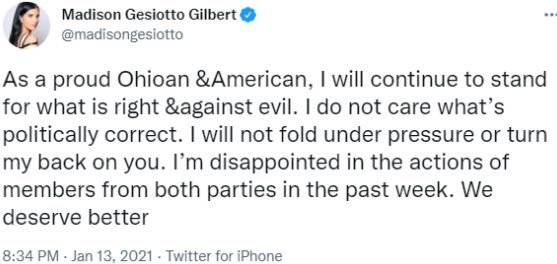 Madison Gesiotto Gilbert
@madisongesiotto
As a proud Ohioan &American, I will continue to stand
for what is right &against evil. I do not care what's
politically correct. I will not fold under pressure or turn
my back on you. I'm disappointed in the actions of
members from both parties in the past week. We
deserve better
8:34 PM · Jan 13, 2021 · Twitter for iPhone